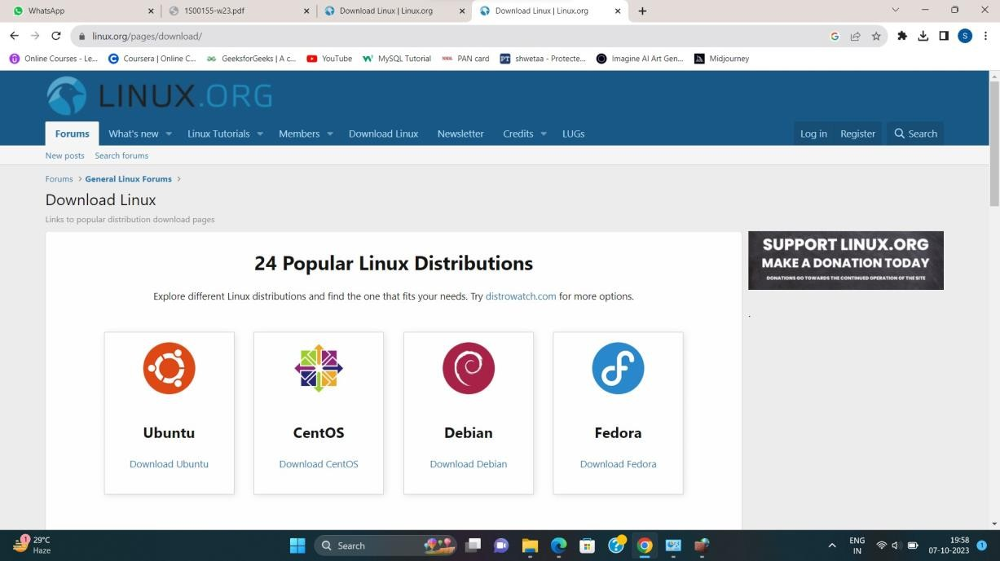 WhatsApp
1S00155-w23.pdf
Download Linux | Linux.org
Download Linux | Linux.org
linux.org/pages/download/
Online Courses - Le...
Coursera | Online C...
GeeksforGeeks | A c...
YouTube
MySQL Tutorial
PAN card
shwetaa - Protecte...
Imagine AI Art Gen...
Midjourney
LINUX.ORG
Forums
What's new
Linux Tutorials
Members
Download Linux
Newsletter
Credits
LUGs
Log in
Register
Search
New posts
Search forums
Forums > General Linux Forums >
Download Linux
Links to popular distribution download pages
24 Popular Linux Distributions
Explore different Linux distributions and find the one that fits your needs. Try distrowatch.com for more options.
SUPPORT LINUX.ORG
MAKE A DONATION TODAY
DONATIONS GO TOWARDS THE CONTINUED OPERATION OF THE SITE
.
Ubuntu
Download Ubuntu
CentOS
Download CentOS
Debian
Download Debian
Fedora
Download Fedora
29°C
Haze
Search
ENG
IN
19:58
07-10-2023